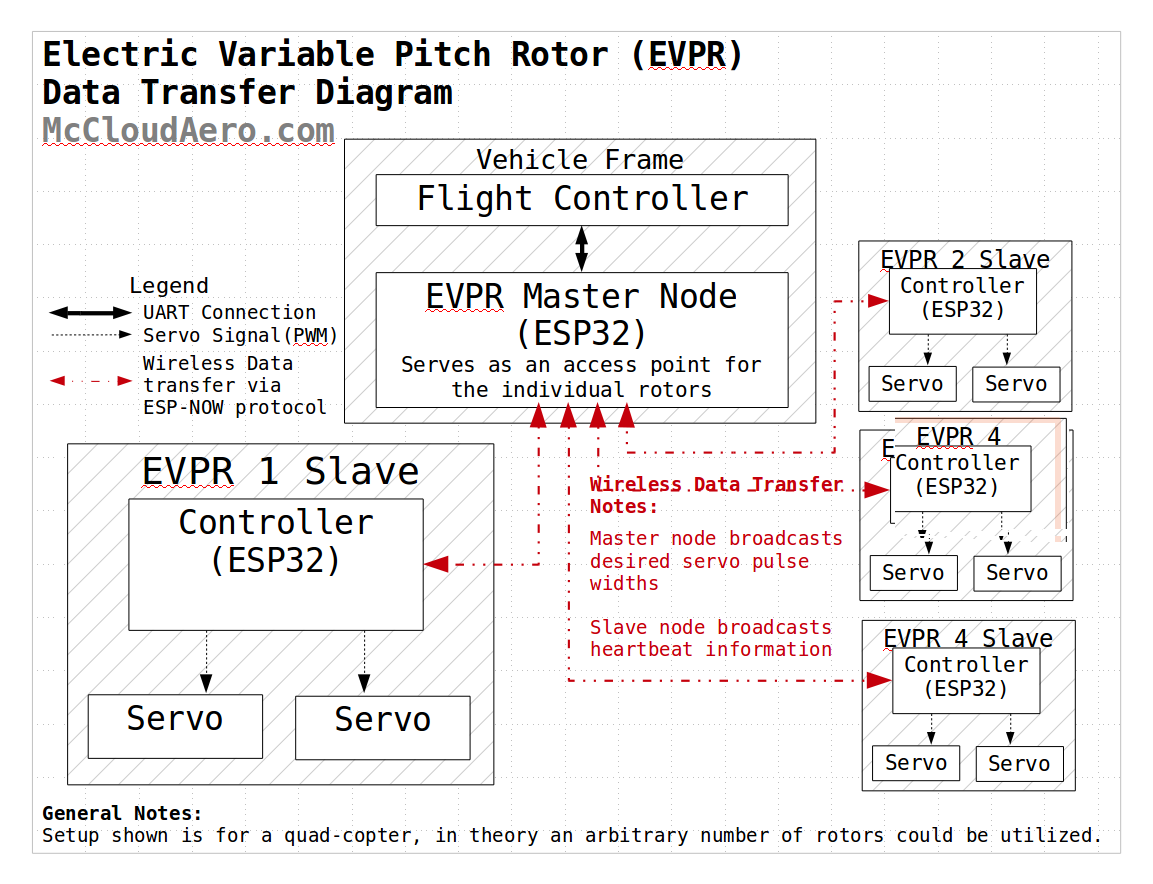 Electric Variable Pitch Rotor (EVPR)
Data Transfer Diagram
McCloudAero.com
Vehicle Frame
Flight Controller
EVPR Master Node
(ESP32)
Serves as an access point for
the individual rotors
Legend
UART Connection
Servo Signal(PWM)
Wireless Data
transfer via
ESP-NOW protocol
EVPR 1 Slave
Controller
(ESP32)
Servo
Servo
EVPR 2 Slave
Controller
(ESP32)
Servo
Servo
EVPR 4
Controller
(ESP32)
Servo
Servo
EVPR 4 Slave
Controller
(ESP32)
Servo
Servo
Wireless Data Transfer
Notes:
Master node broadcasts
desired servo pulse
widths
Slave node broadcasts
heartbeat information
General Notes:
Setup shown is for a quad-copter, in theory an arbitrary number of rotors could be utilized.